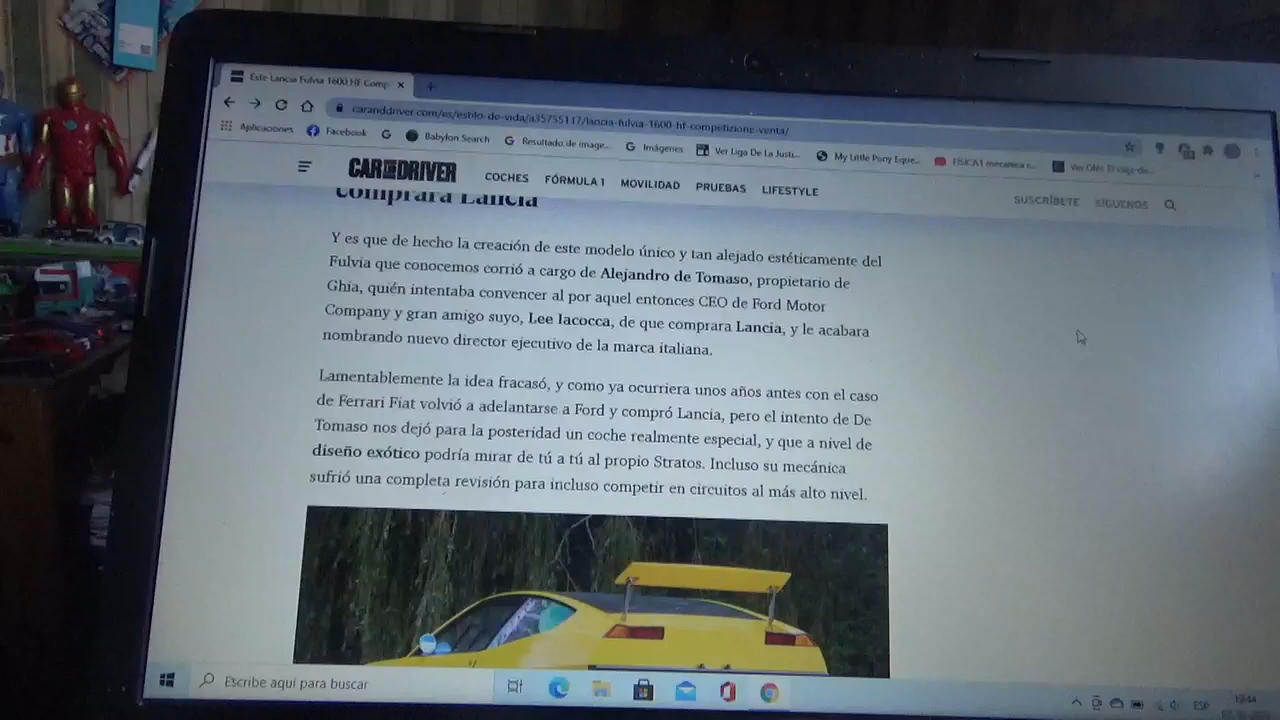 Este Lancia Fulvia 1600 HF Comp
caranddriver.com/es/estilo-de-vida/a35755117/lancia-fulvia-1600-hf-competizione-venta/
Aplicaciones Facebook Babylon Search Resultado de image... Imágenes Ver Liga De La Justi... My Little Pony Eque... FÍSICA1 mecánica
CAR AND DRIVER COCHES FÓRMULA 1 MOVILIDAD PRUEBAS LIFESTYLE SUSCRÍBETE SÍGUENOS
comprara Lancia
Y es que de hecho la creación de este modelo único y tan alejado estéticamente del
Fulvia que conocemos corrió a cargo de Alejandro de Tomaso, propietario de
Ghia, quién intentaba convencer al por aquel entonces CEO de Ford Motor
Company y gran amigo suyo, Lee Iacocca, de que comprara Lancia, y le acabara
nombrando nuevo director ejecutivo de la marca italiana.
Lamentablemente la idea fracasó, y como ya ocurriera unos años antes con el caso
de Ferrari Fiat volvió a adelantarse a Ford y compró Lancia, pero el intento de De
Tomaso nos dejó para la posteridad un coche realmente especial, y que a nivel de
diseño exótico podría mirar de tú a tú al propio Stratos. Incluso su mecánica
sufrió una completa revisión para incluso competir en circuitos al más alto nivel.
Escribe aquí para buscar
ESP
19:44